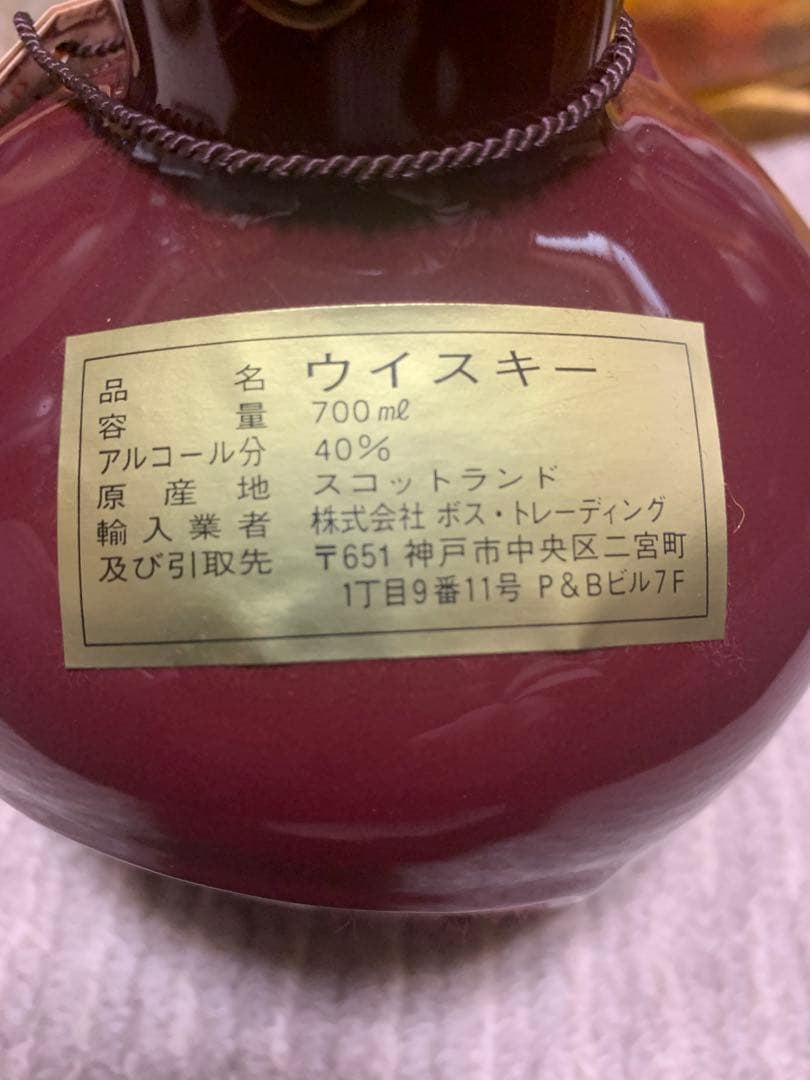 品名 ウイスキー
容量 700ml
アルコール分 40%
原産地 スコットランド
輸入業者 株式会社 ボス・トレーディング
及び引取先 〒651 神戸市中央区二宮町
1丁目9番11号 P&Bビル7F